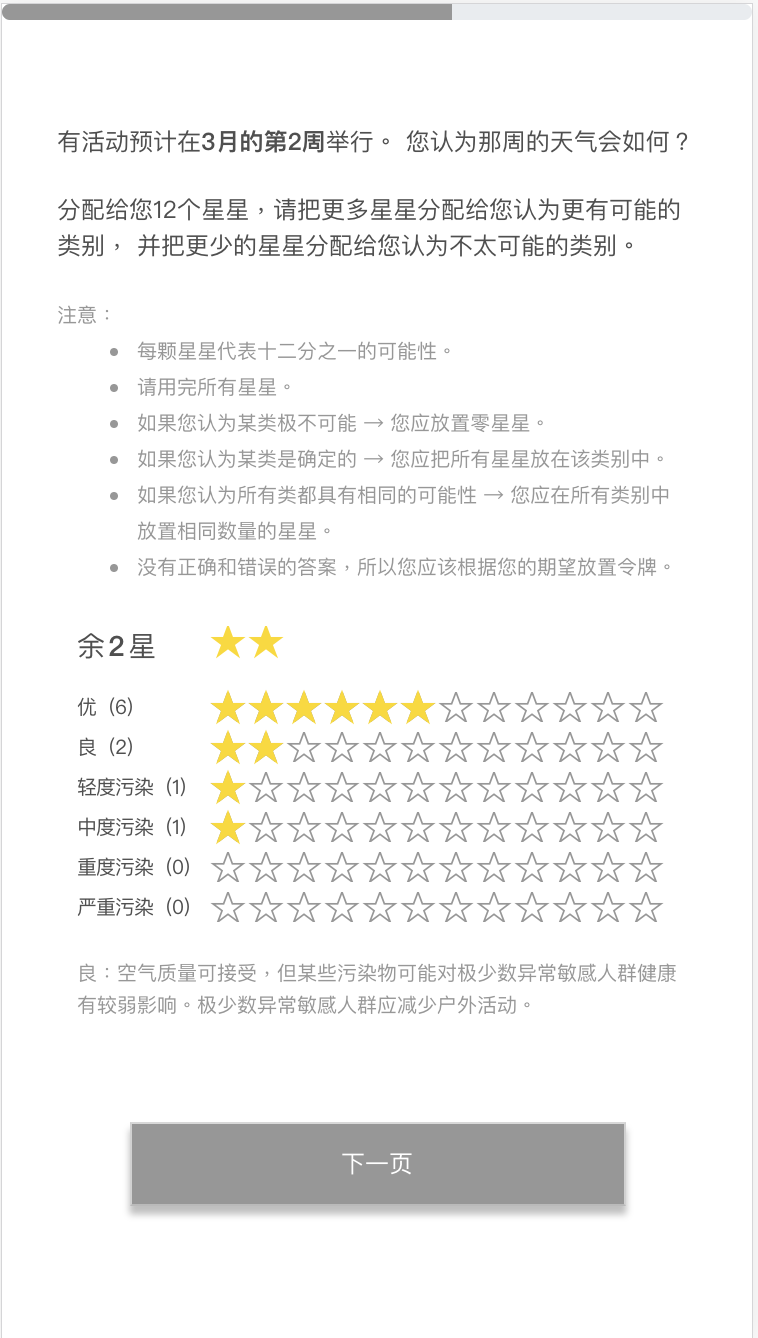 有活动预计在3月的第2周举行。 您认为那周的天气会如何？
分配给您12个星星，请把更多星星分配给您认为更有可能的
类别， 并把更少的星星分配给您认为不太可能的类别。
注意：
每颗星星代表十二分之一的可能性。
请用完所有星星。
如果您认为某类极不可能 → 您应放置零星星。
如果您认为某类是确定的 → 您应把所有星星放在该类别中。
如果您认为所有类都具有相同的可能性 → 您应在所有类别中
放置相同数量的星星。
没有正确和错误的答案，所以您应该根据您的期望放置令牌。
余2星
优 (6)
良 (2)
轻度污染 (1)
中度污染 (1)
重度污染 (0)
严重污染 (0)
良：空气质量可接受，但某些污染物可能对极少数异常敏感人群健康
有较弱影响。极少数异常敏感人群应减少户外活动。
下一页